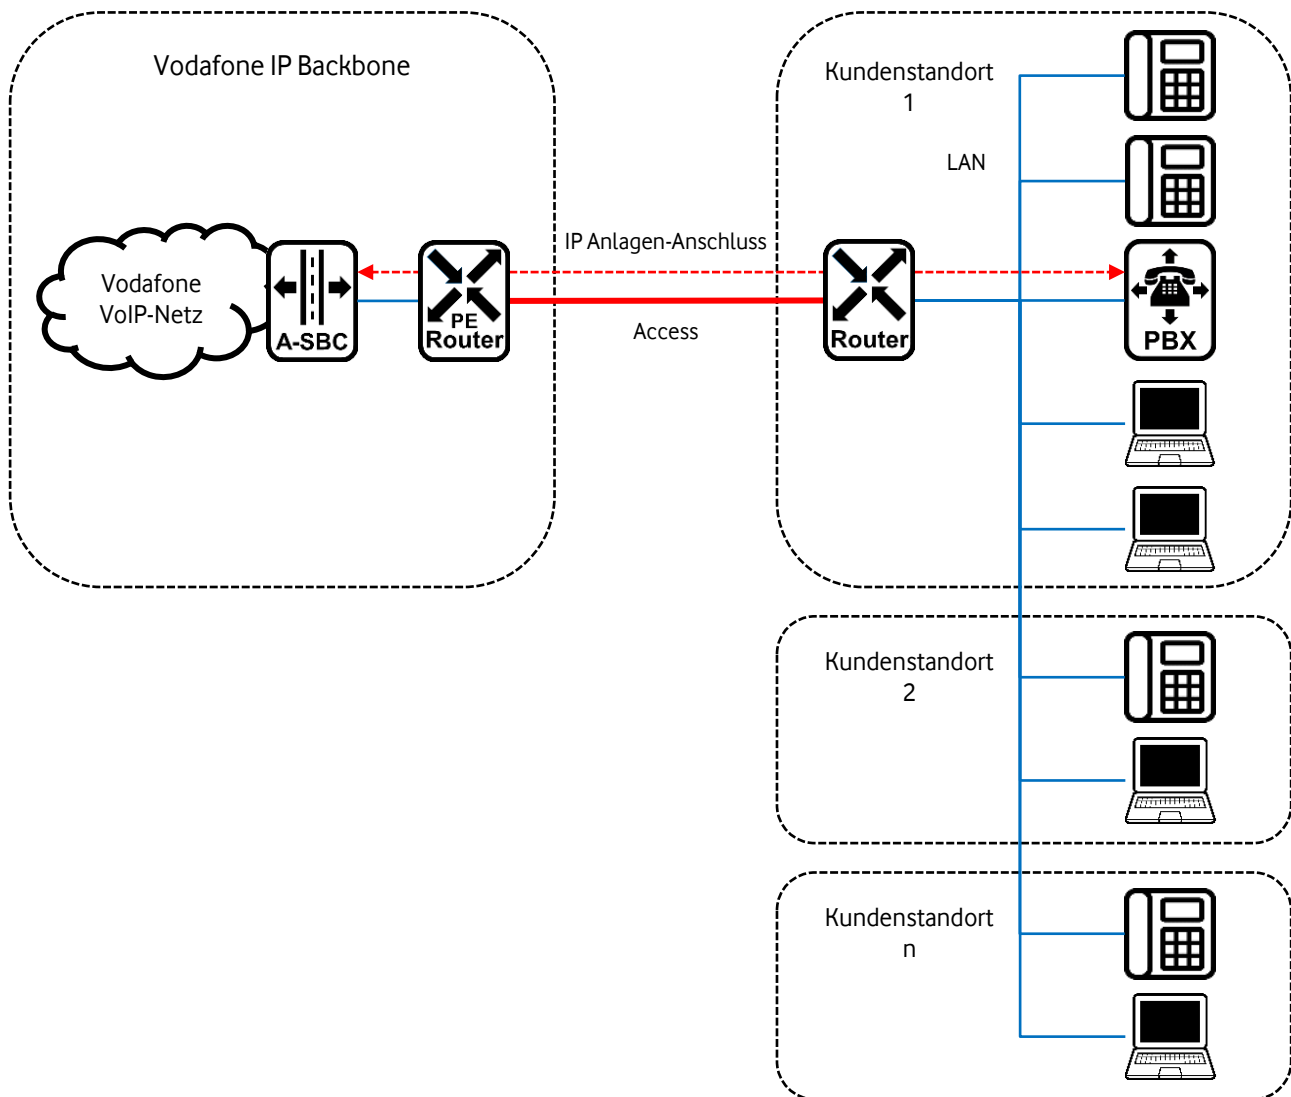 Vodafone IP Backbone
Vodafone
VoIP-Netz
A-SBC
PE
Router
IP Anlagen-Anschluss
Access
Kundenstandort
1
LAN
Router
PBX
Kundenstandort
2
Kundenstandort
n